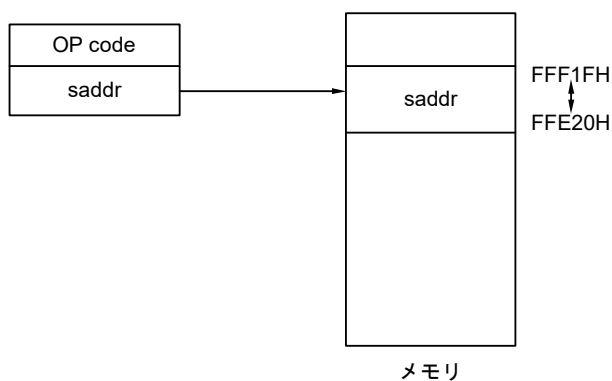 OP code
saddr
saddr
FFF1FH
FFE20H
メモリ